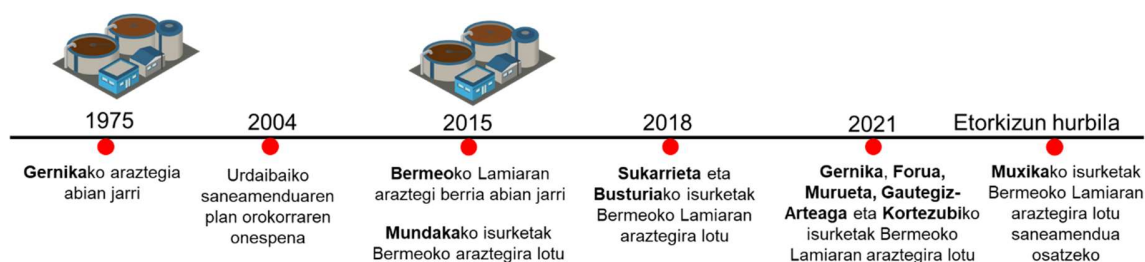 1975
2004
2015
2018
2021
Etorkizun hurbila
Gernikako araztegia
abian jarri
Urdaibaiko
saneamenduaren
plan orokorraren
onespena
Bermeoko Lamiaran
araztegi berria abian jarri
Mundakako isurketak
Bermeoko araztegira lotu
Sukarrieta eta
Busturiako isurketak
Bermeoko Lamiaran
araztegira lotu
Gernika, Forua,
Murueta, Gautegiz-
Arteaga eta Kortezubiko
isurketak Bermeoko
Lamiaran araztegira lotu
Muxikako isurketak
Bermeoko Lamiaran
araztegira lotu
saneamendua
osatzeko